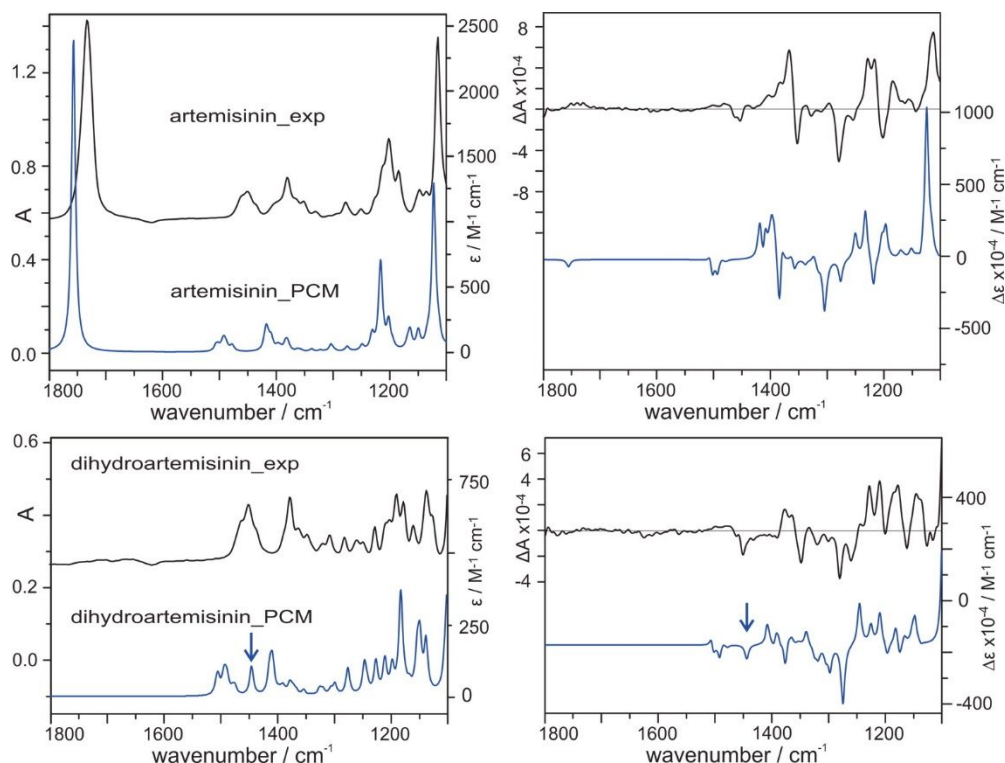 1.2
0.8
0.4
0.0
A
artemisinin_exp
artemisinin_PCM
2500
2000
1500
1000
500
0
ε / M⁻¹ cm⁻¹
1800 1600 1400 1200
wavenumber / cm⁻¹
8
4
0
-4
-8
ΔA x10⁻⁴
1000
500
0
-500
Δε x10⁻⁴ / M⁻¹ cm⁻¹
1800 1600 1400 1200
wavenumber / cm⁻¹
0.6
0.2
0.0
A
dihydroartemisinin_exp
dihydroartemisinin_PCM
750
500
250
0
ε / M⁻¹ cm⁻¹
1800 1600 1400 1200
wavenumber / cm⁻¹
6
4
0
-4
ΔA x10⁻⁴
400
200
0
-200
-400
Δε x10⁻⁴ / M⁻¹ cm⁻¹
1800 1600 1400 1200
wavenumber / cm⁻¹